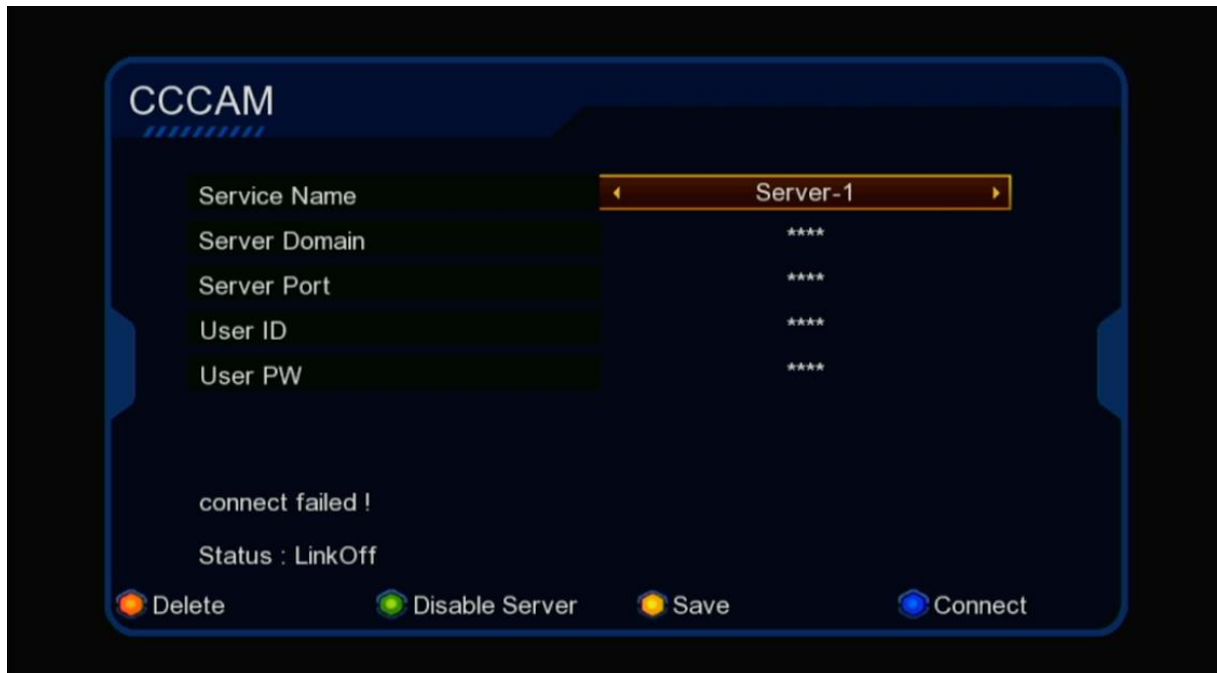 CCCAM
Service Name Server-1
Server Domain ****
Server Port ****
User ID ****
User PW ****
connect failed !
Status : LinkOff
Delete Disable Server Save Connect